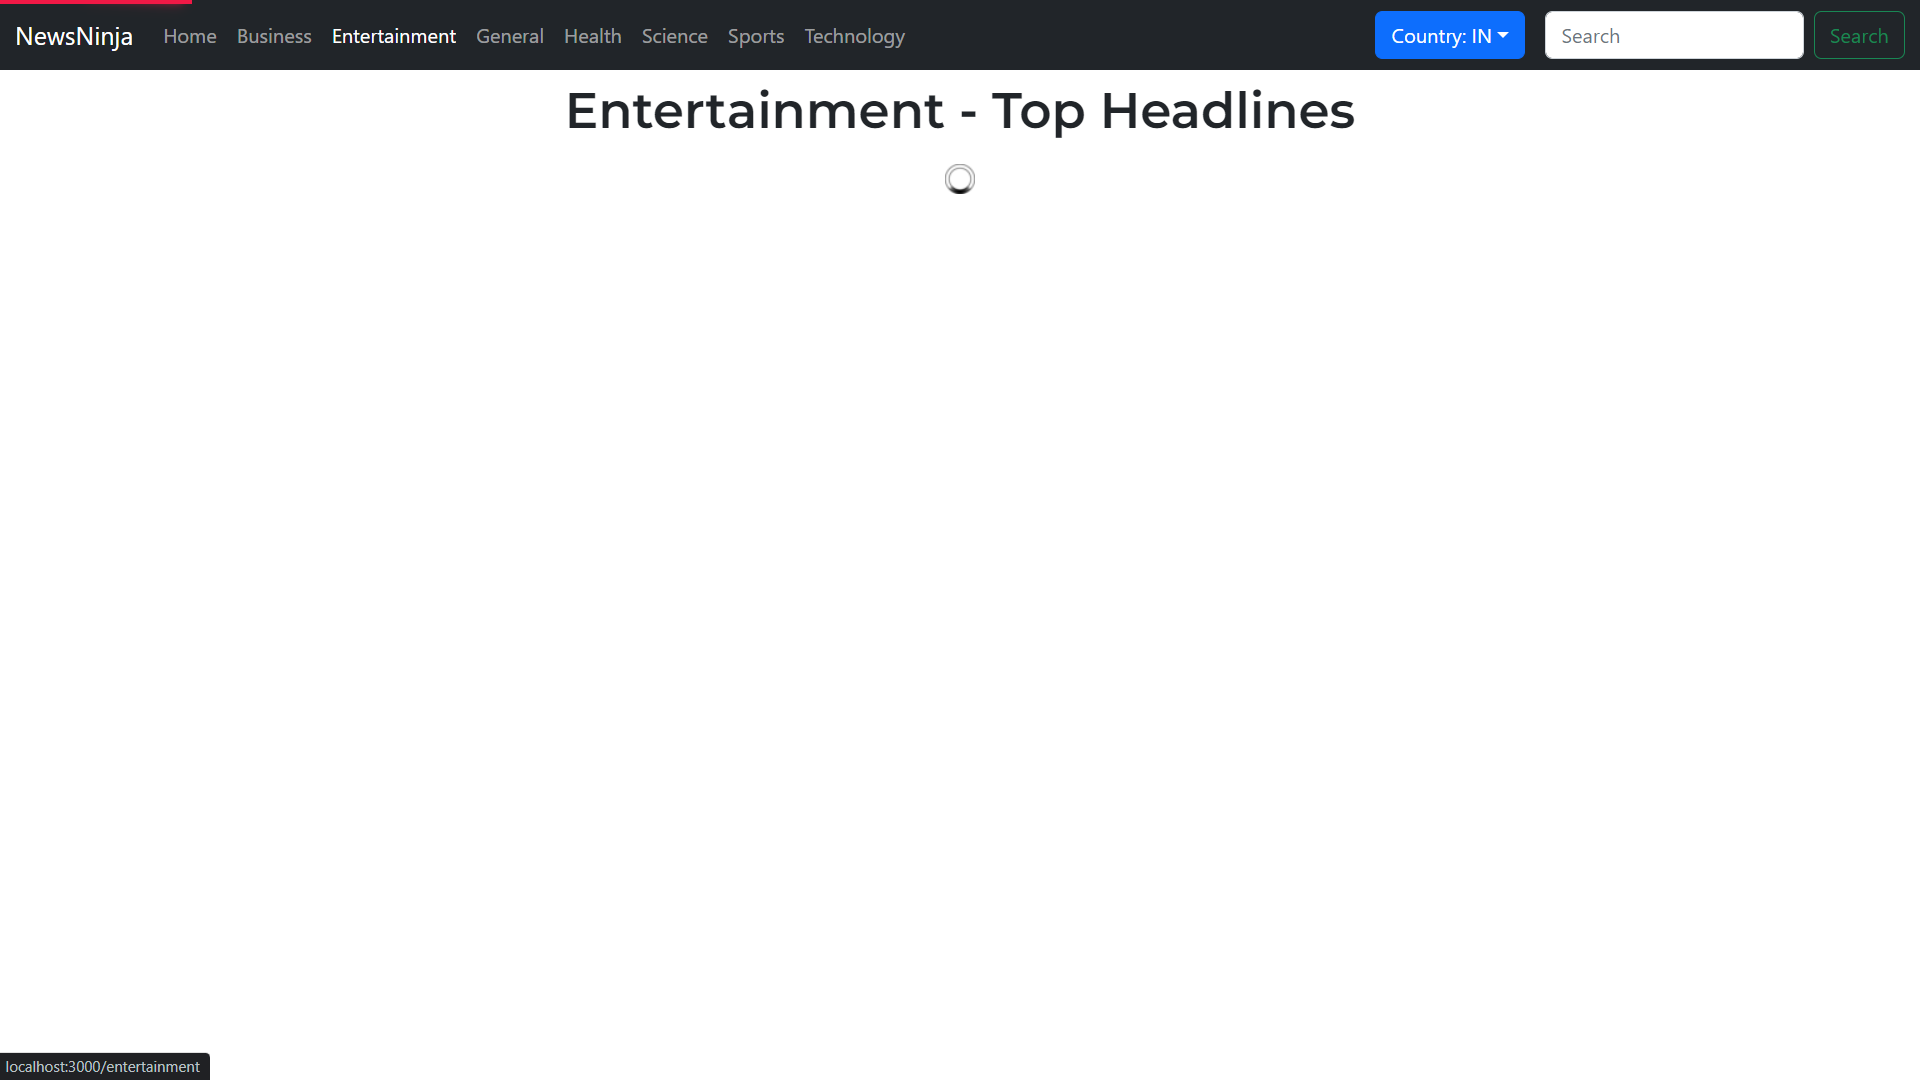 NewsNinja Home Business Entertainment General Health Science Sports Technology Country: IN Search Search
Entertainment - Top Headlines
localhost:3000/entertainment